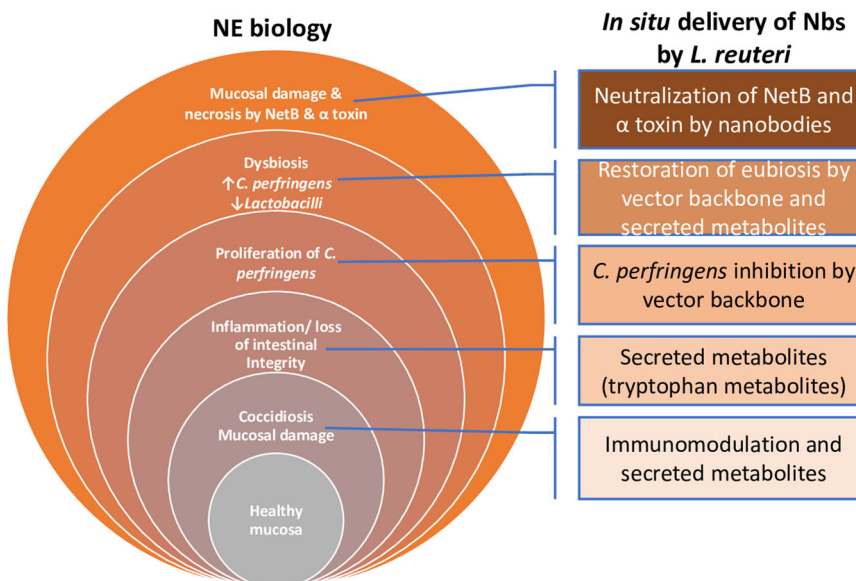 NE biology
Mucosal damage &
necrosis by NetB & α toxin
Dysbiosis
↑C. perfringens
↓Lactobacilli
Proliferation of C.
perfringens
Inflammation/ loss
of intestinal
Integrity
Coccidiosis
Mucosal damage
Healthy
mucosa
In situ delivery of Nbs
by L. reuteri
Neutralization of NetB and
α toxin by nanobodies
Restoration of eubiosis by
vector backbone and
secreted metabolites
C. perfringens inhibition by
vector backbone
Secreted metabolites
(tryptophan metabolites)
Immunomodulation and
secreted metabolites